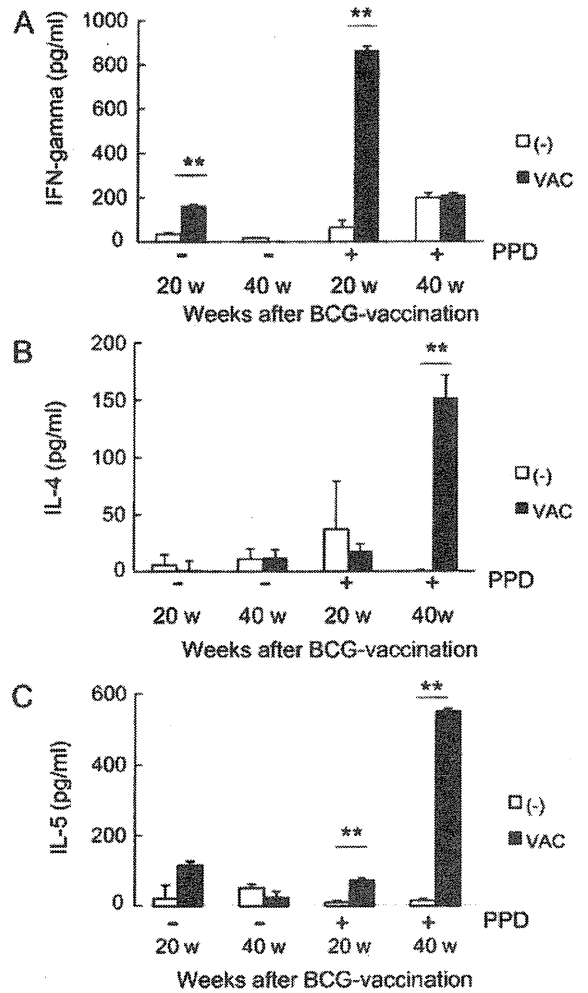 A
IFN-gamma (pg/ml)
1000
800
600
400
200
0
**
**
(-)
VAC
- - + + PPD
20 w 40 w 20 w 40 w
Weeks after BCG-vaccination
B
IL-4 (pg/ml)
200
150
100
50
0
**
(-)
VAC
- - + + PPD
20 w 40 w 20 w 40w
Weeks after BCG-vaccination
C
IL-5 (pg/ml)
600
400
200
0
**
**
(-)
VAC
- - + + PPD
20 w 40 w 20 w 40 w
Weeks after BCG-vaccination